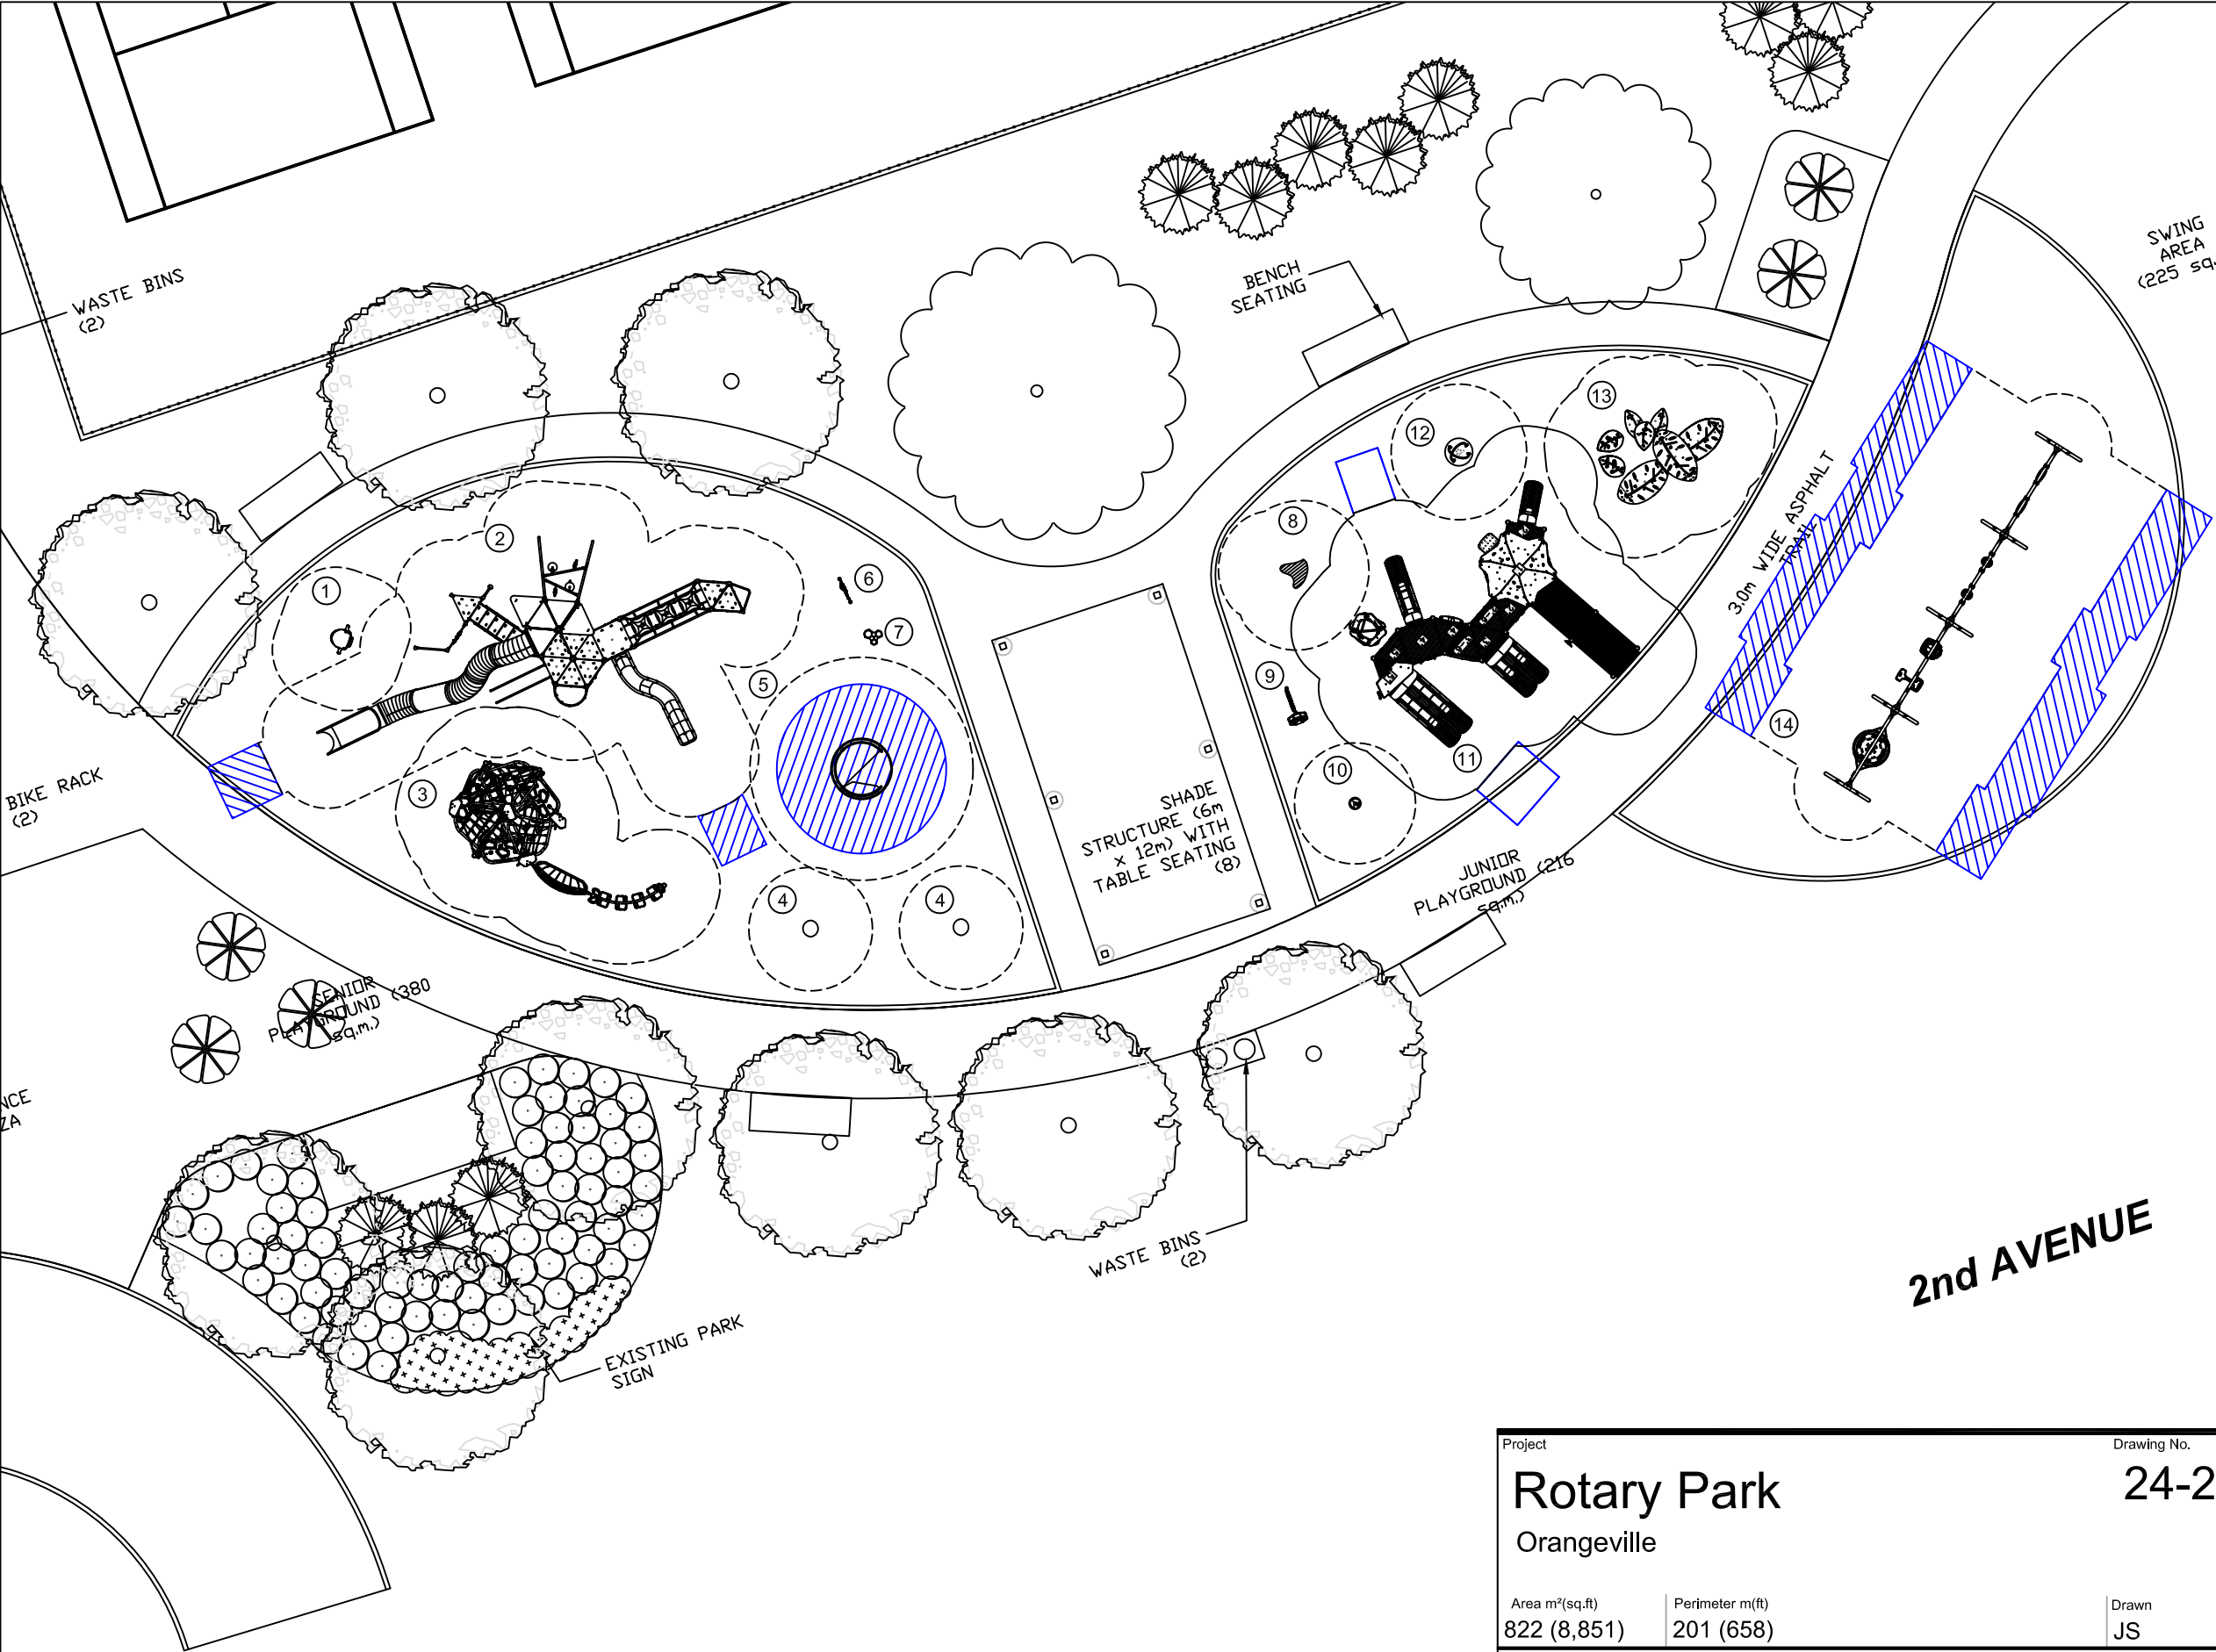 WASTE BINS
(2)
BENCH
SEATING
SWING
AREA
(225 sq.
3.0m WIDE ASPHALT
TRAIL
1
2
3
4
4
5
6
7
8
9
10
11
12
13
14
BIKE RACK
(2)
SHADE
STRUCTURE (6m
x 12m) WITH
TABLE SEATING
(8)
JUNIOR
PLAYGROUND (216
sq.m.)
SENIOR
PLAYGROUND (380
sq.m.)
NCE
ZA
WASTE BINS
(2)
EXISTING PARK
SIGN
2nd AVENUE
Project
Drawing No.
Rotary Park
24-2
Orangeville
Area m²(sq.ft)
Perimeter m(ft)
Drawn
822 (8,851)
201 (658)
JS